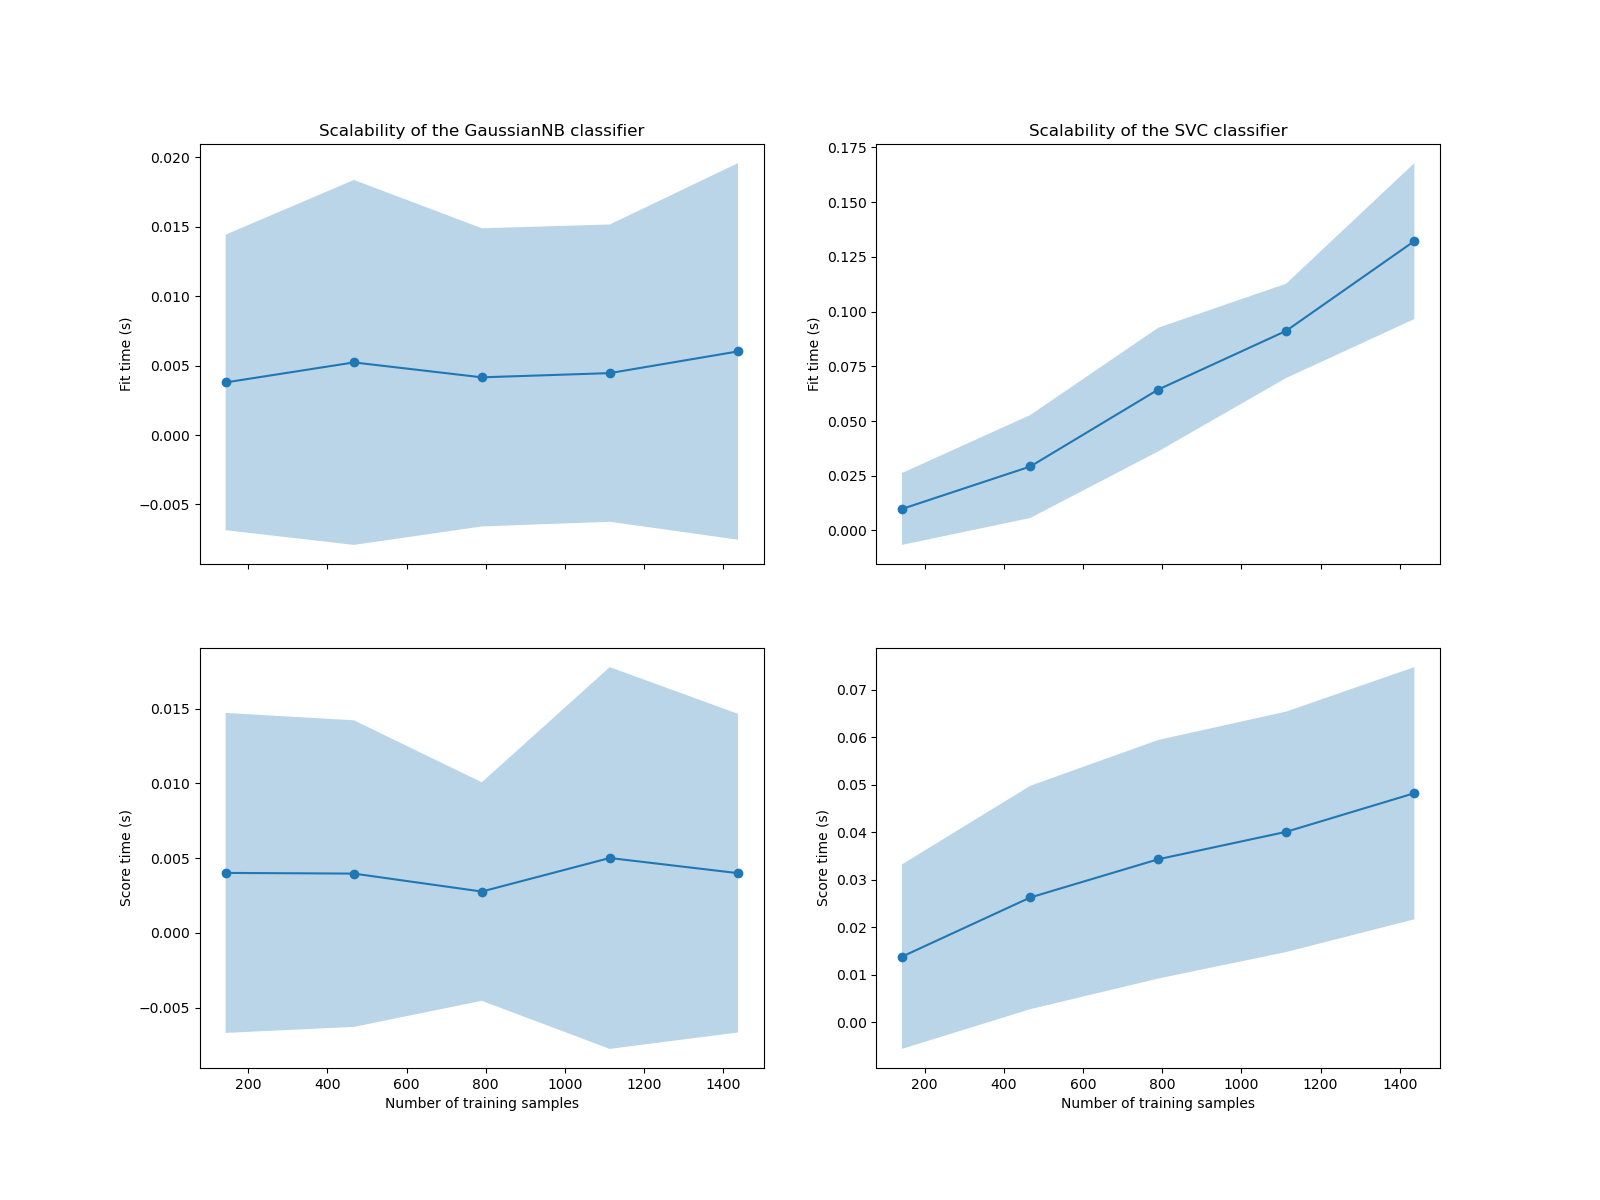 Scalability of the GaussianNB classifier
0.020
0.015
0.010
0.005
0.000
−0.005
Fit time (s)
Scalability of the SVC classifier
0.175
0.150
0.125
0.100
0.075
0.050
0.025
0.000
Fit time (s)
0.015
0.010
0.005
0.000
−0.005
Score time (s)
200 400 600 800 1000 1200 1400
Number of training samples
0.07
0.06
0.05
0.04
0.03
0.02
0.01
0.00
Score time (s)
200 400 600 800 1000 1200 1400
Number of training samples